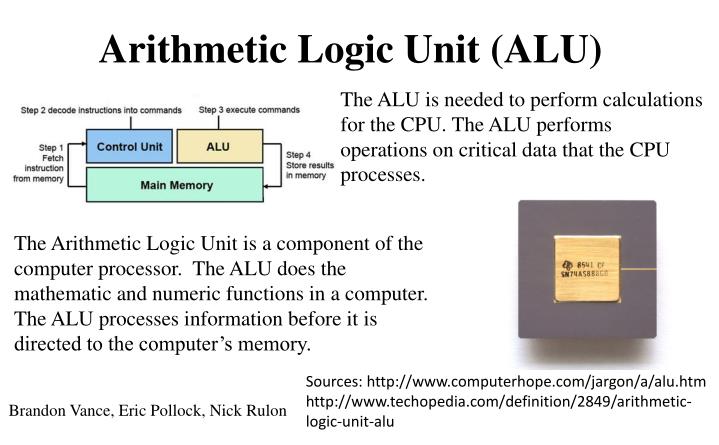 Arithmetic Logic Unit (ALU)
Step 2 decode instructions into commands
Step 3 execute commands
Control Unit
ALU
Step 1
Fetch
instruction
from memory
Step 4
Store results
in memory
Main Memory
The ALU is needed to perform calculations
for the CPU. The ALU performs
operations on critical data that the CPU
processes.
The Arithmetic Logic Unit is a component of the
computer processor.  The ALU does the
mathematic and numeric functions in a computer.
The ALU processes information before it is
directed to the computer’s memory.
8541 CF
Sources: http://www.computerhope.com/jargon/a/alu.htm
http://www.techopedia.com/definition/2849/arithmetic-
logic-unit-alu
Brandon Vance, Eric Pollock, Nick Rulon